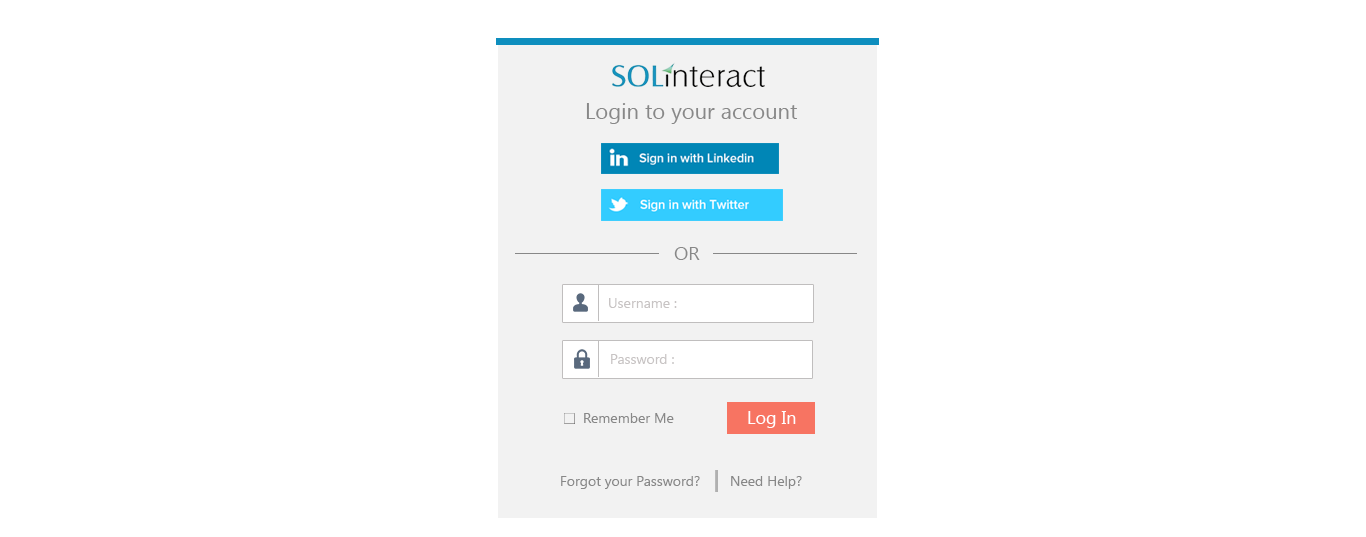 SOLinteract
Login to your account
in Sign in with Linkedin
Sign in with Twitter
OR
Username :
Password :
Remember Me
Log In
Forgot your Password?
Need Help?